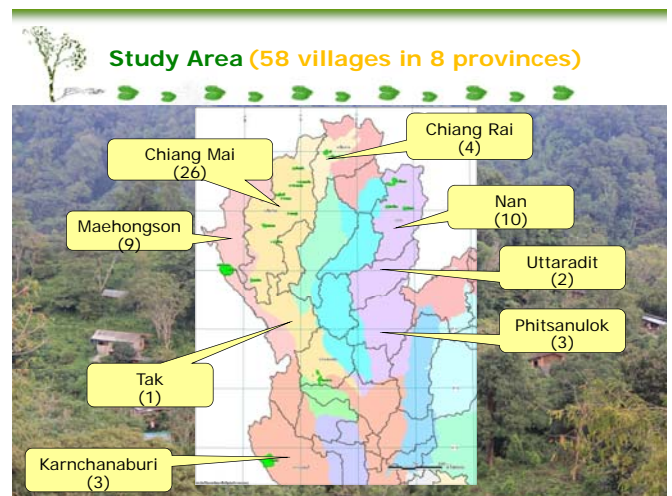 Study Area (58 villages in 8 provinces)
Chiang Rai
(4)
Chiang Mai
(26)
Nan
(10)
Maehongson
(9)
Uttaradit
(2)
Phitsanulok
(3)
Tak
(1)
Karnchanaburi
(3)